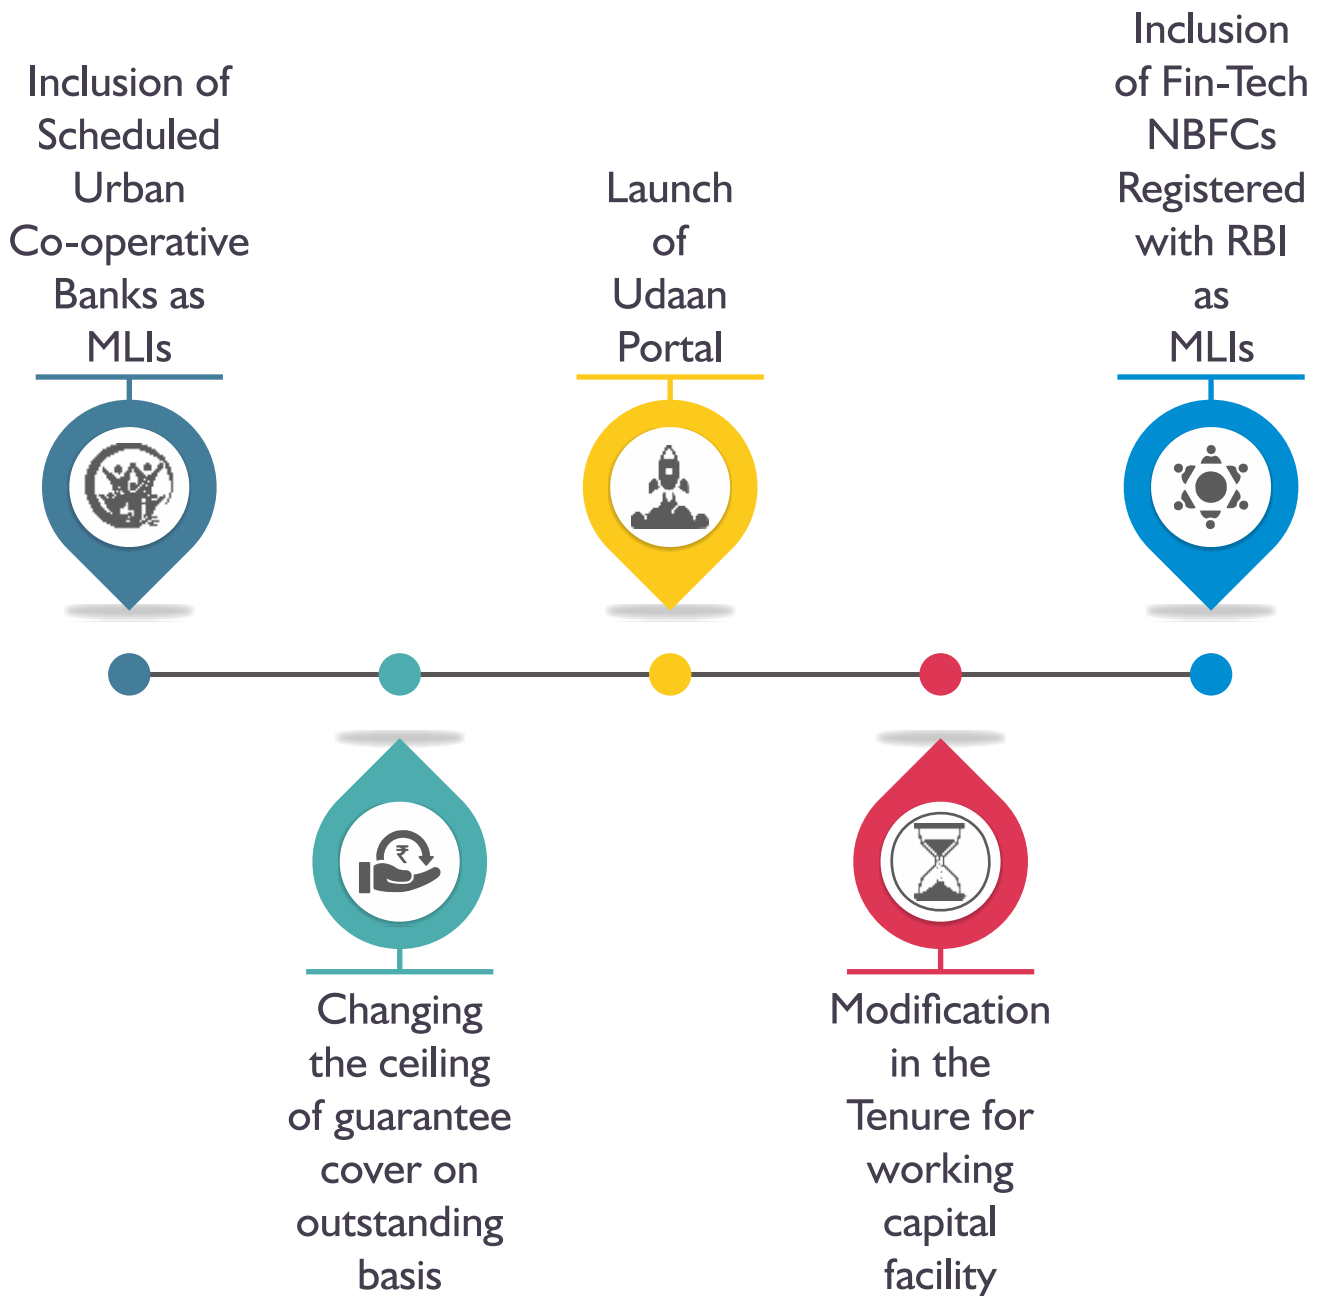 Inclusion of
Scheduled
Urban
Co-operative
Banks as
MLIs
₹
Changing
the ceiling
of guarantee
cover on
outstanding
basis
Launch
of
Udaan
Portal
Modification
in the
Tenure for
working
capital
facility
Inclusion
of Fin-Tech
NBFCs
Registered
with RBI
as
MLIs